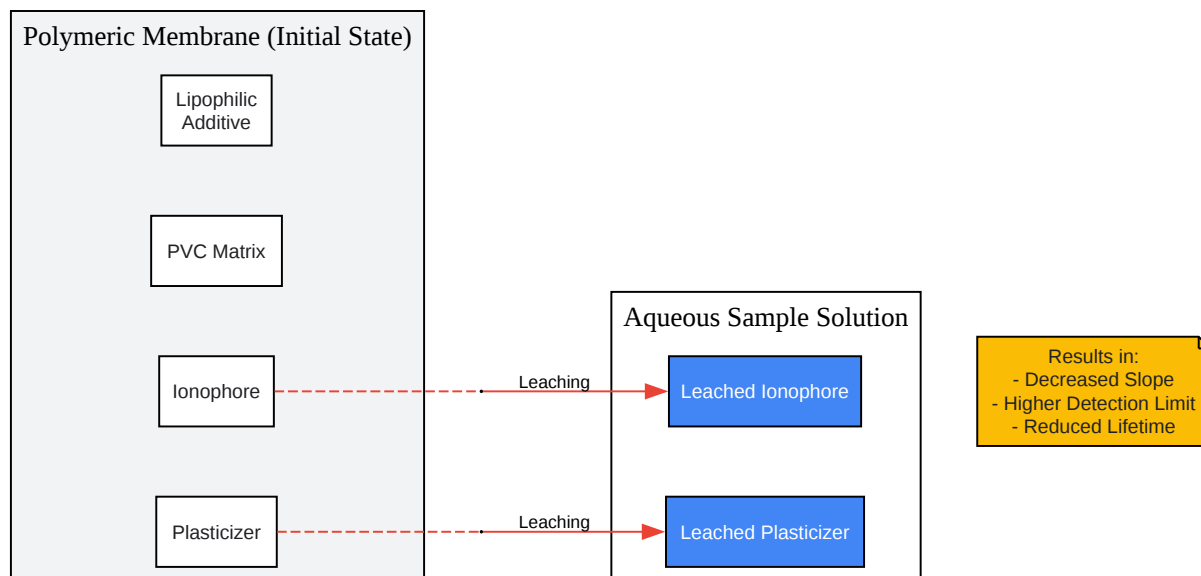 Polymeric Membrane (Initial State)
Lipophilic
Additive
PVC Matrix
Ionophore
Plasticizer
Leaching
Leaching
Aqueous Sample Solution
Leached Ionophore
Leached Plasticizer
Results in:
- Decreased Slope
- Higher Detection Limit
- Reduced Lifetime